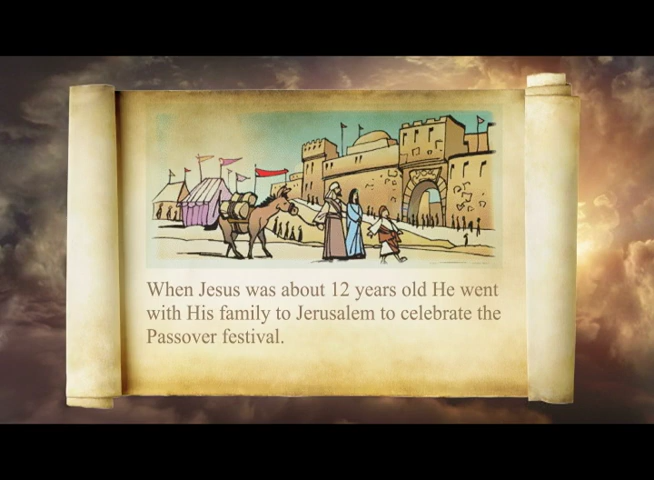 When Jesus was about 12 years old He went
with His family to Jerusalem to celebrate the
Passover festival.